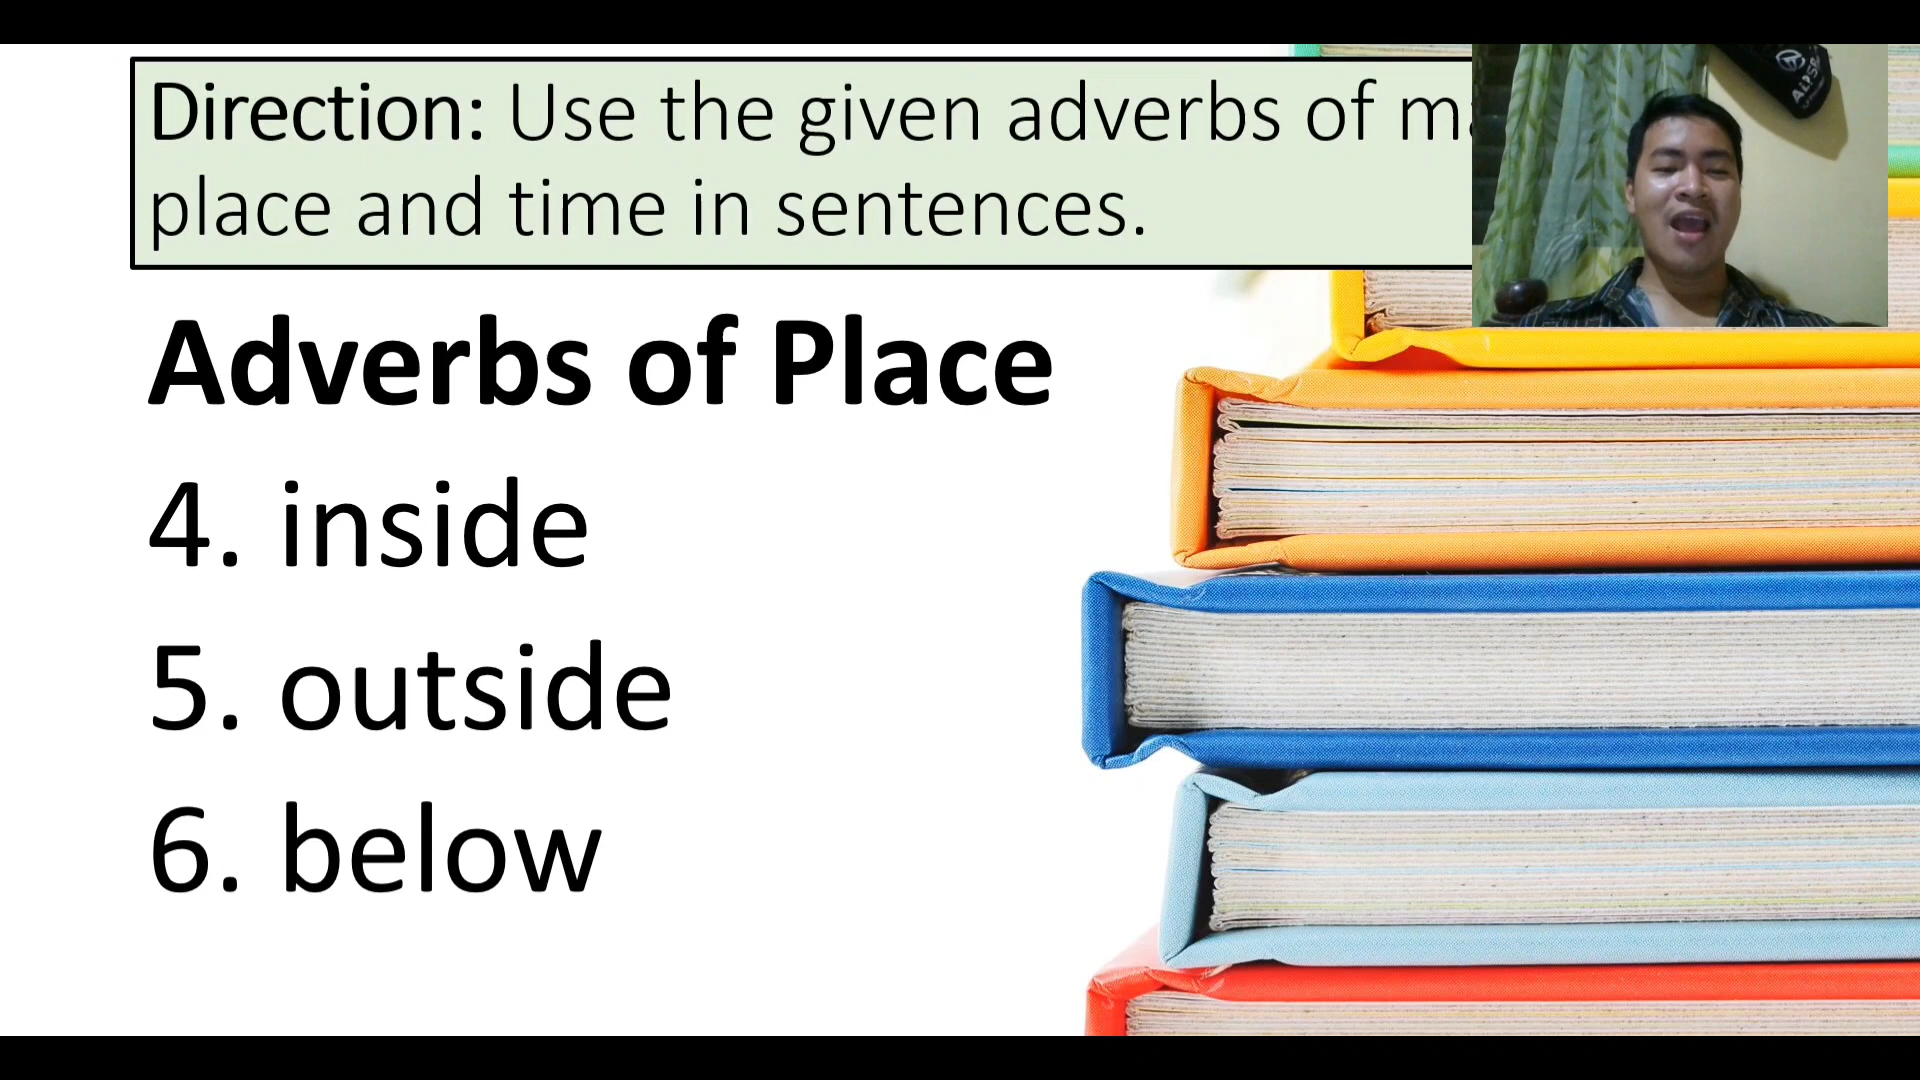 Direction: Use the given adverbs of
place and time in sentences.
Adverbs of Place
4. inside
5. outside
6. below